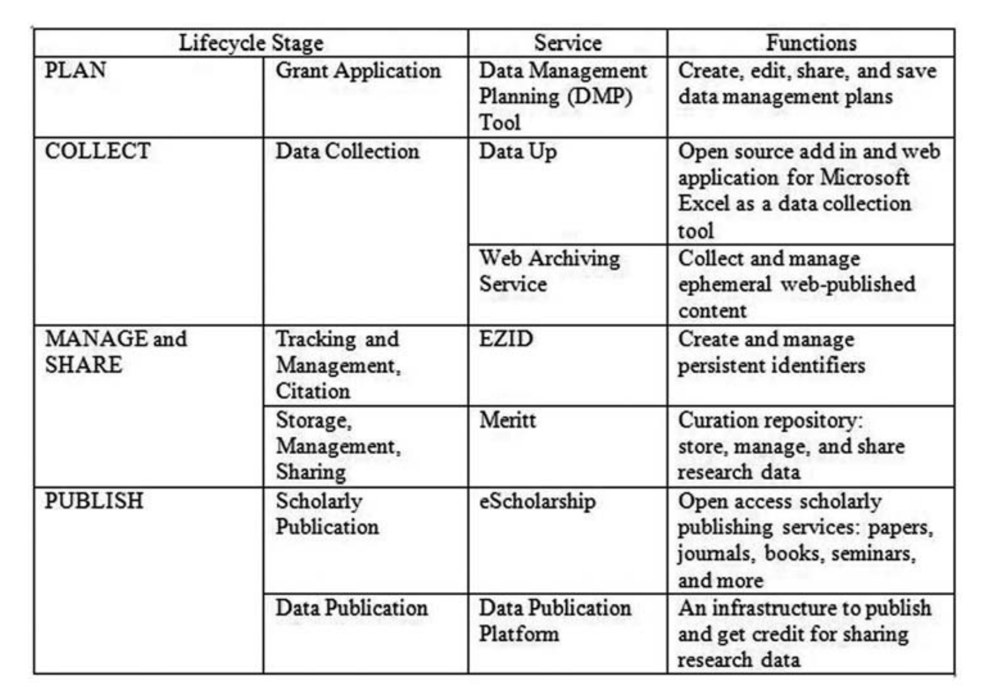 Lifecycle Stage
Service
Functions
PLAN
Grant Application
Data Management
Planning (DMP)
Tool
Create, edit, share, and save
data management plans
COLLECT
Data Collection
Data Up
Open source add in and web
application for Microsoft
Excel as a data collection
tool
Web Archiving
Service
Collect and manage
ephemeral web-published
content
MANAGE and
SHARE
Tracking and
Management,
Citation
EZID
Create and manage
persistent identifiers
Storage,
Management,
Sharing
Meritt
Curation repository:
store, manage, and share
research data
PUBLISH
Scholarly
Publication
eScholarship
Open access scholarly
publishing services: papers,
journals, books, seminars,
and more
Data Publication
Data Publication
Platform
An infrastructure to publish
and get credit for sharing
research data